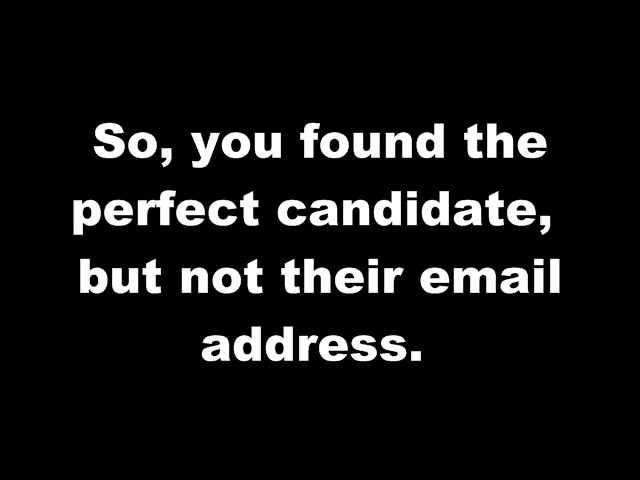 So, you found the
perfect candidate,
but not their email
address.